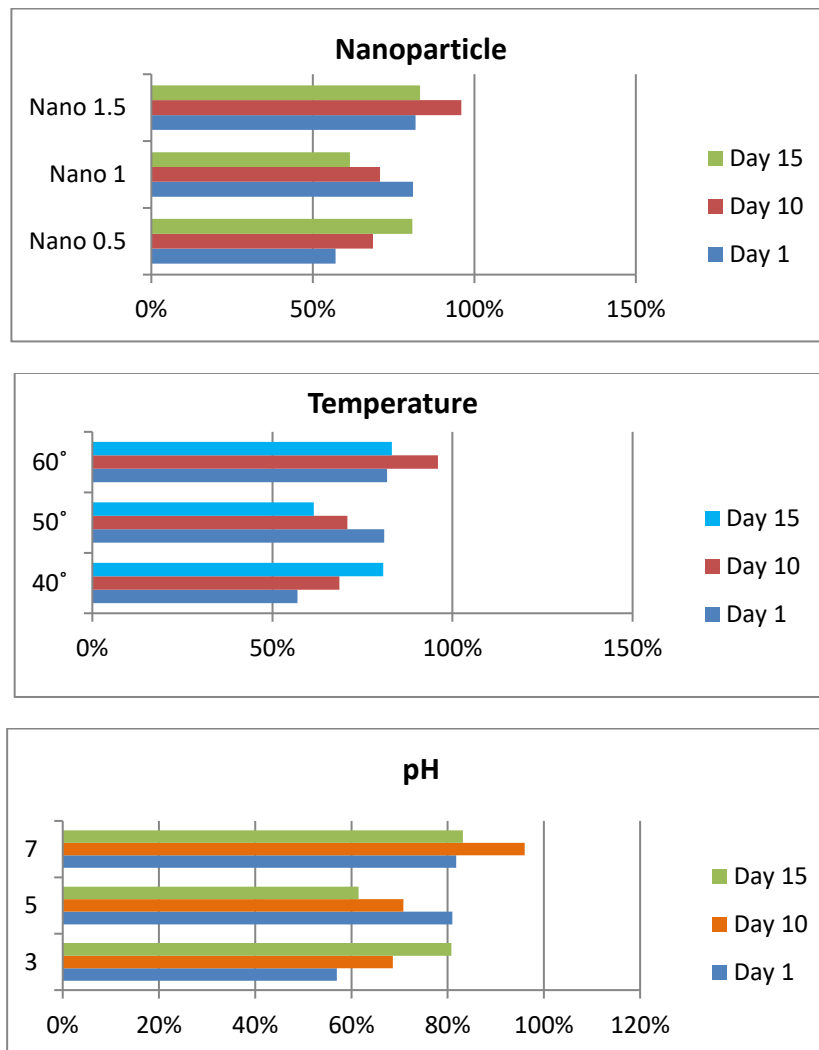 Nanoparticle
Nano 1.5
Nano 1
Nano 0.5
Day 15
Day 10
Day 1
0% 50% 100% 150%
Temperature
60˚
50˚
40˚
Day 15
Day 10
Day 1
0% 50% 100% 150%
pH
7
5
3
Day 15
Day 10
Day 1
0% 20% 40% 60% 80% 100% 120%